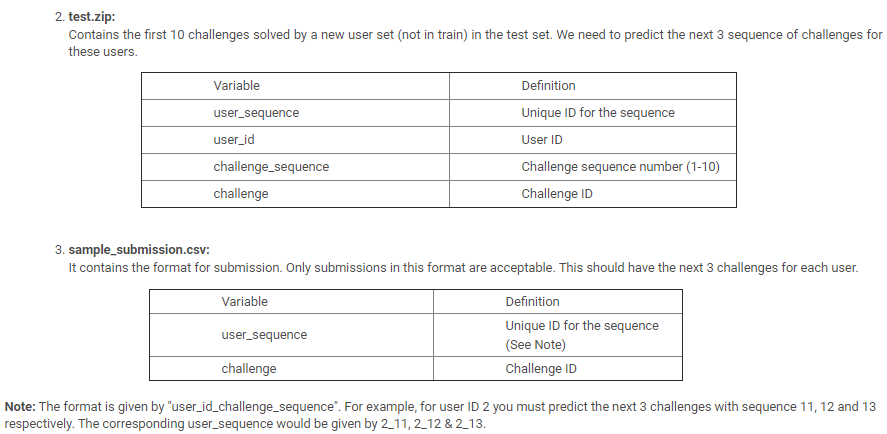 2. test.zip:
Contains the first 10 challenges solved by a new user set (not in train) in the test set. We need to predict the next 3 sequence of challenges for
these users.
Variable Definition
user_sequence Unique ID for the sequence
user_id User ID
challenge_sequence Challenge sequence number (1-10)
challenge Challenge ID
3. sample_submission.csv:
It contains the format for submission. Only submissions in this format are acceptable. This should have the next 3 challenges for each user.
Variable Definition
user_sequence Unique ID for the sequence
(See Note)
challenge Challenge ID
Note: The format is given by "user_id_challenge_sequence". For example, for user ID 2 you must predict the next 3 challenges with sequence 11, 12 and 13
respectively. The corresponding user_sequence would be given by 2_11, 2_12 & 2_13.